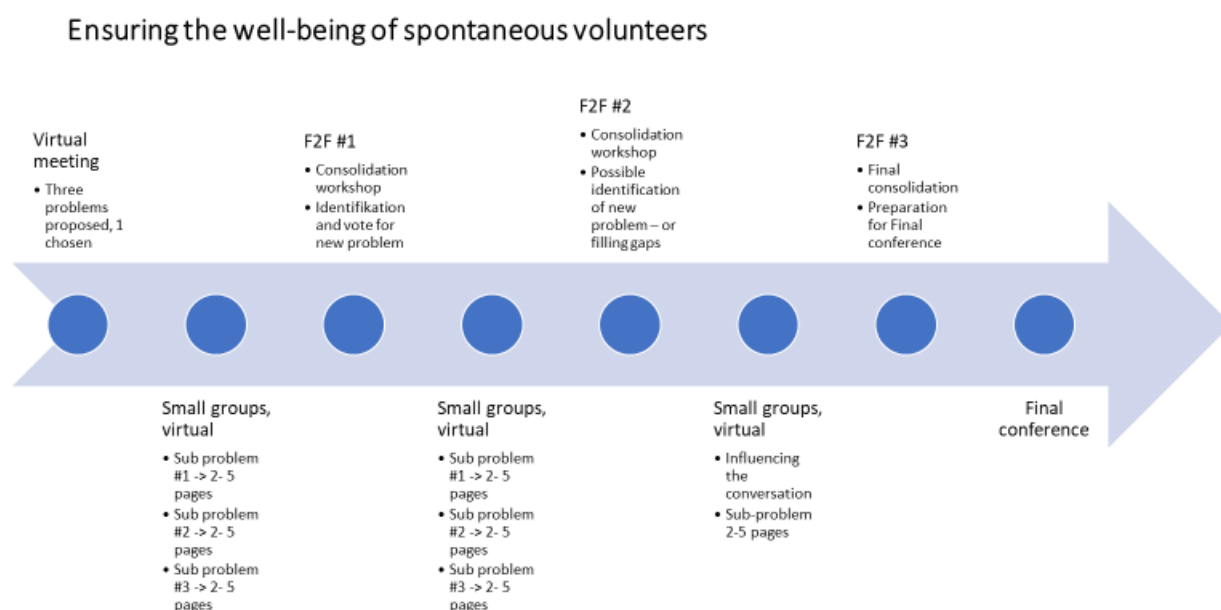 Ensuring the well-being of spontaneous volunteers
Virtual
meeting
• Three
problems
proposed, 1
chosen
Small groups,
virtual
• Sub problem
#1 -> 2- 5
pages
• Sub problem
#2 -> 2- 5
pages
• Sub problem
#3 -> 2- 5
pages
F2F #1
• Consolidation
workshop
• Identifikation
and vote for
new problem
Small groups,
virtual
• Sub problem
#1 -> 2- 5
pages
• Sub problem
#2 -> 2- 5
pages
• Sub problem
#3 -> 2- 5
pages
F2F #2
• Consolidation
workshop
• Possible
identification
of new
problem – or
filling gaps
Small groups,
virtual
• Influencing
the
conversation
• Sub-problem
2-5 pages
F2F #3
• Final
consolidation
• Preparation
for Final
conference
Final
conference